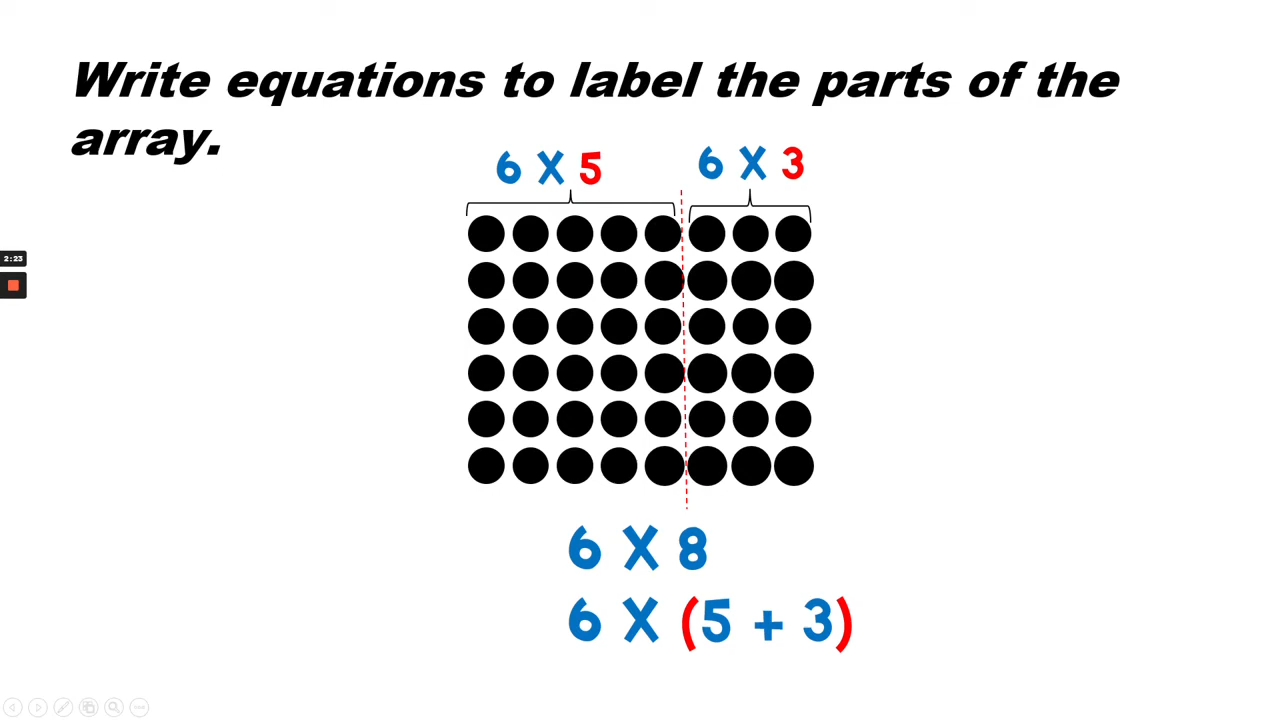 Write equations to label the parts of the
array.
6 X 5
6 X 3
2:23
6 X 8
6 X (5 + 3)